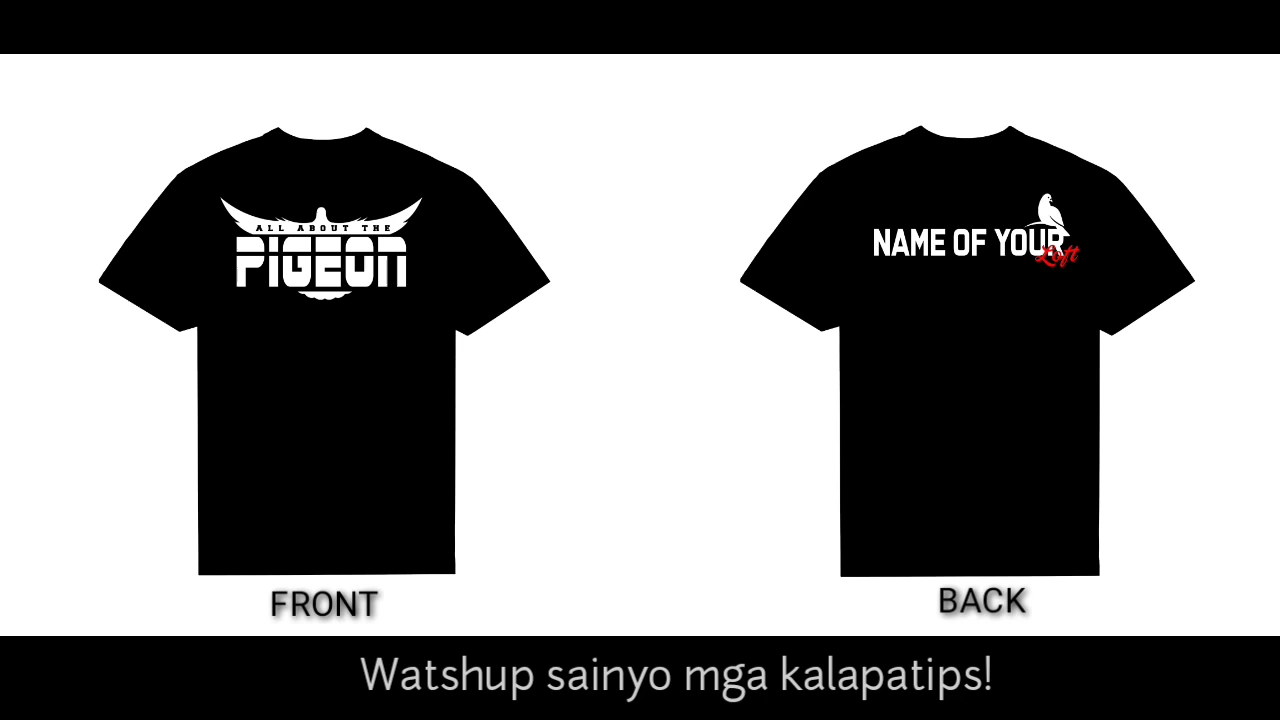 ALL ABOUT THE
PIGEON
NAME OF YOUR
Loft
FRONT
BACK
Watshup sainyo mga kalapatips!